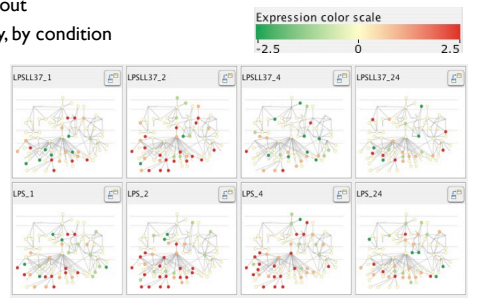 out
y, by condition
Expression color scale
-2.5 0 2.5
LPSLL37_1 LPSLL37_2 LPSLL37_4 LPSLL37_24
LPS_1 LPS_2 LPS_4 LPS_24